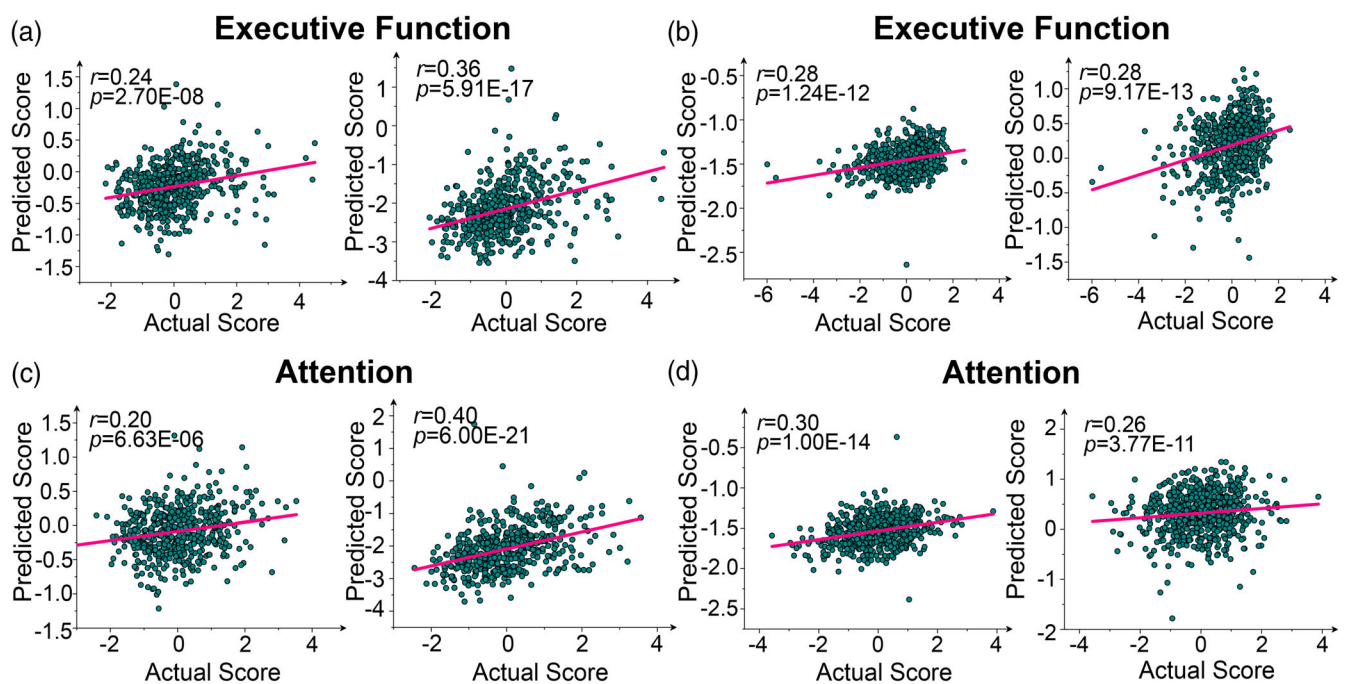 (a)
Executive Function
r=0.24
p=2.70E-08
Predicted Score
1.5
1.0
0.5
0.0
-0.5
-1.0
-1.5
-2
0
2
4
Actual Score
r=0.36
p=5.91E-17
Predicted Score
1
0
-1
-2
-3
-4
-2
0
2
4
Actual Score
(b)
Executive Function
r=0.28
p=1.24E-12
Predicted Score
-0.5
-1.0
-1.5
-2.0
-2.5
-6
-4
-2
0
2
4
Actual Score
r=0.28
p=9.17E-13
Predicted Score
1.0
0.5
0.0
-0.5
-1.0
-1.5
-6
-4
-2
0
2
4
Actual Score
(c)
Attention
r=0.20
p=6.63E-06
Predicted Score
1.5
1.0
0.5
0.0
-0.5
-1.0
-1.5
-2
0
2
4
Actual Score
r=0.40
p=6.00E-21
Predicted Score
2
1
0
-1
-2
-3
-4
-2
0
2
4
Actual Score
(d)
Attention
r=0.30
p=1.00E-14
Predicted Score
-0.5
-1.0
-1.5
-2.0
-2.5
-4
-2
0
2
4
Actual Score
r=0.26
p=3.77E-11
Predicted Score
2
1
0
-1
-2
-4
-2
0
2
4
Actual Score